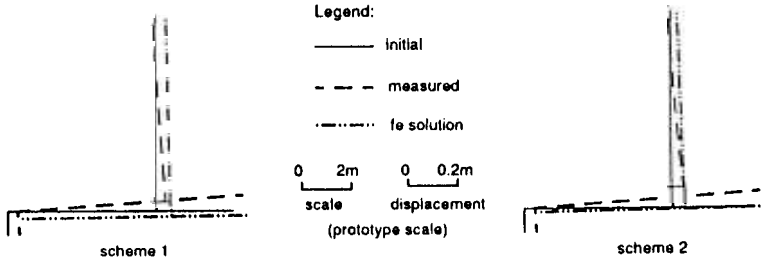 Legend:
initial
measured
fe solution
0 2m 0 0.2m
scale displacement
(prototype scale)
scheme 1
scheme 2